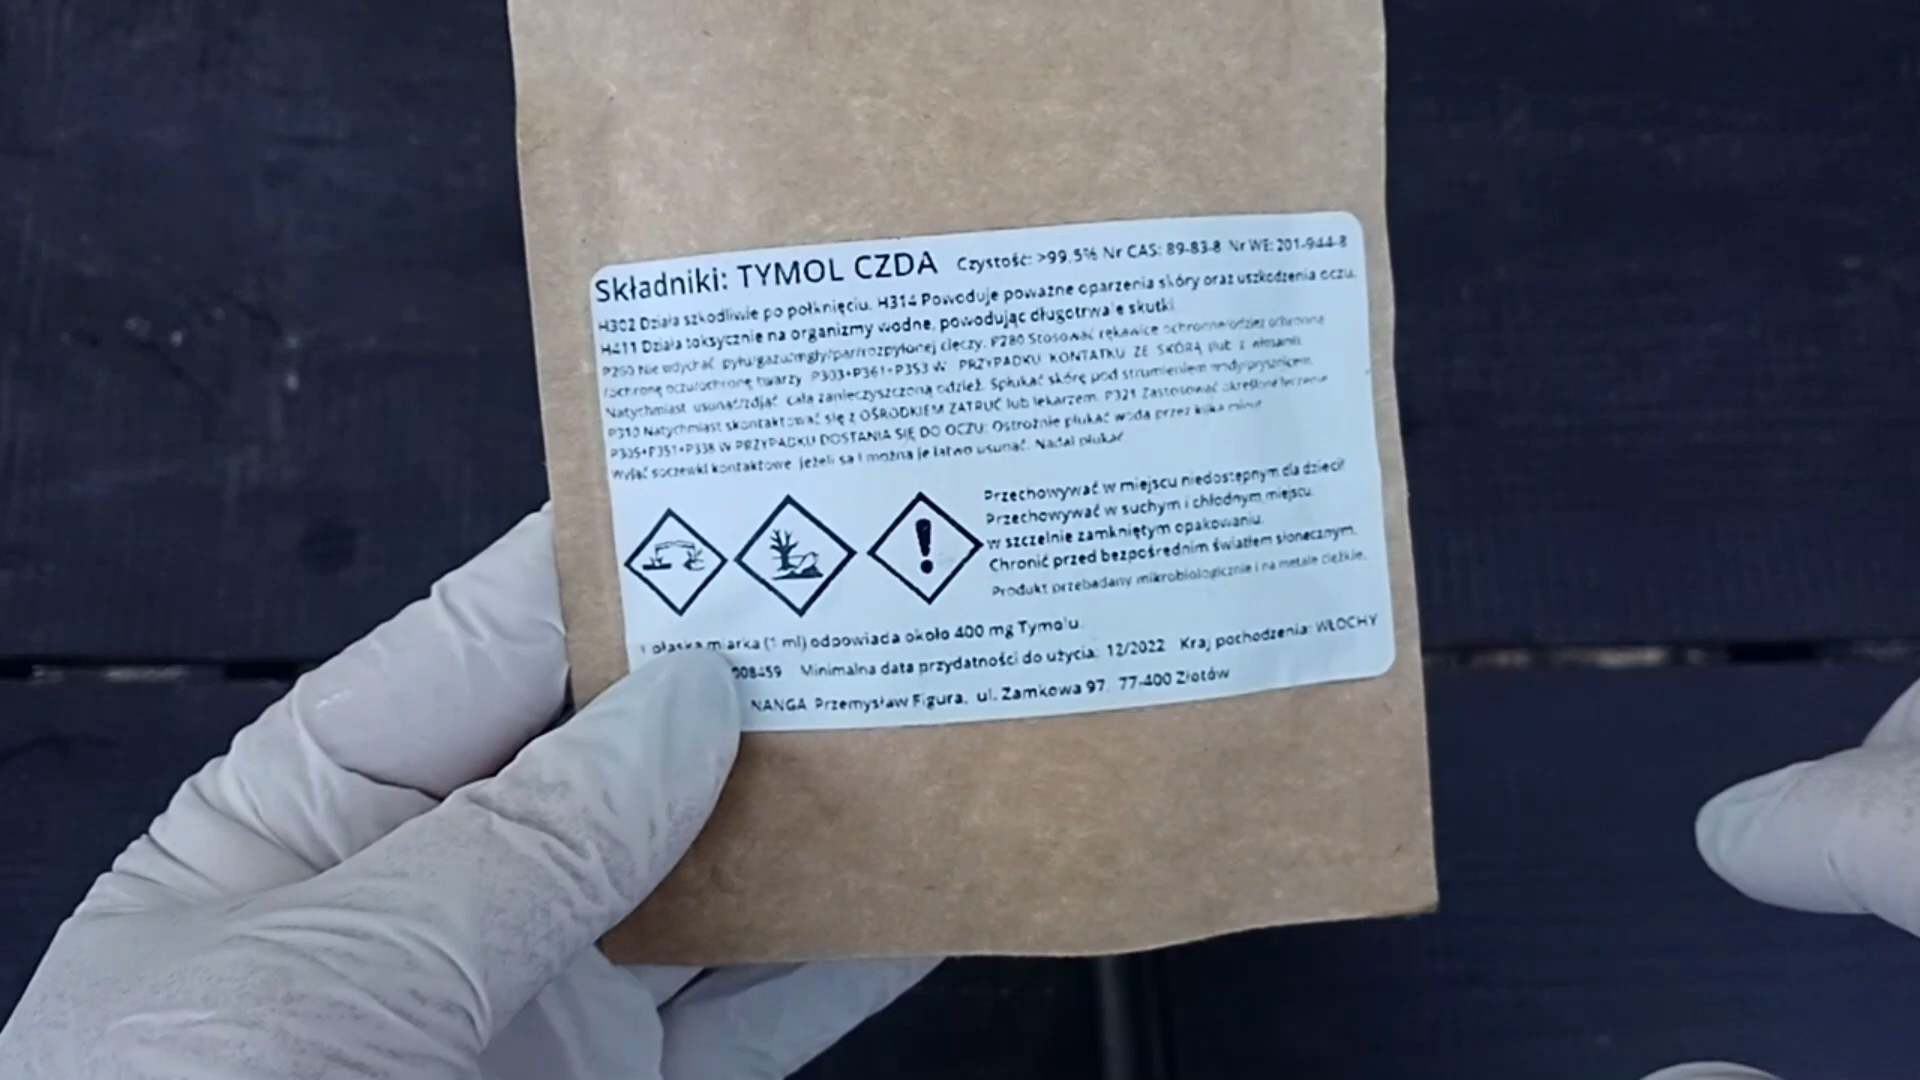 Składniki: TYMOL CZDA Czystość: >99,5% Nr CAS: 89-83-8 Nr WE: 201-944-8
H302 Działa szkodliwie po połknięciu. H314 Powoduje poważne oparzenia skóry oraz uszkodzenia oczu.
H411 Działa toksycznie na organizmy wodne, powodując długotrwałe skutki
P260 Nie wdychać pyłu/gazu/mgły/par/rozpylonej cieczy. P280 Stosować rękawice ochronne/odzież ochronną
/ochronę oczu/ochronę twarzy. P303+P361+P353 W PRZYPADKU KONTATKU ZE SKÓRĄ (lub z włosami):
Natychmiast usunąć/zdjąć całą zanieczyszczoną odzież. Spłukać skórę pod strumieniem wody/prysznicem.
P310 Natychmiast skontaktować się z OŚRODKIEM ZATRUĆ lub lekarzem. P321 Zastosować określone leczenie
P305+P351+P338 W PRZYPADKU DOSTANIA SIĘ DO OCZU: Ostrożnie płukać wodą przez kilka minut.
Wyjąć soczewki kontaktowe, jeżeli są i można je łatwo usunąć. Nadal płukać.
Przechowywać w miejscu niedostępnym dla dzieci!
Przechowywać w suchym i chłodnym miejscu.
w szczelnie zamkniętym opakowaniu.
Chronić przed bezpośrednim światłem słonecznym.
Produkt przebadany mikrobiologicznie i na metale ciężkie.
1 płaska miarka (1 ml) odpowiada około 400 mg Tymolu.
008459 Minimalna data przydatności do użycia: 12/2022 Kraj pochodzenia: WŁOCHY
NANGA Przemysław Figura, ul. Zamkowa 97, 77-400 Złotów